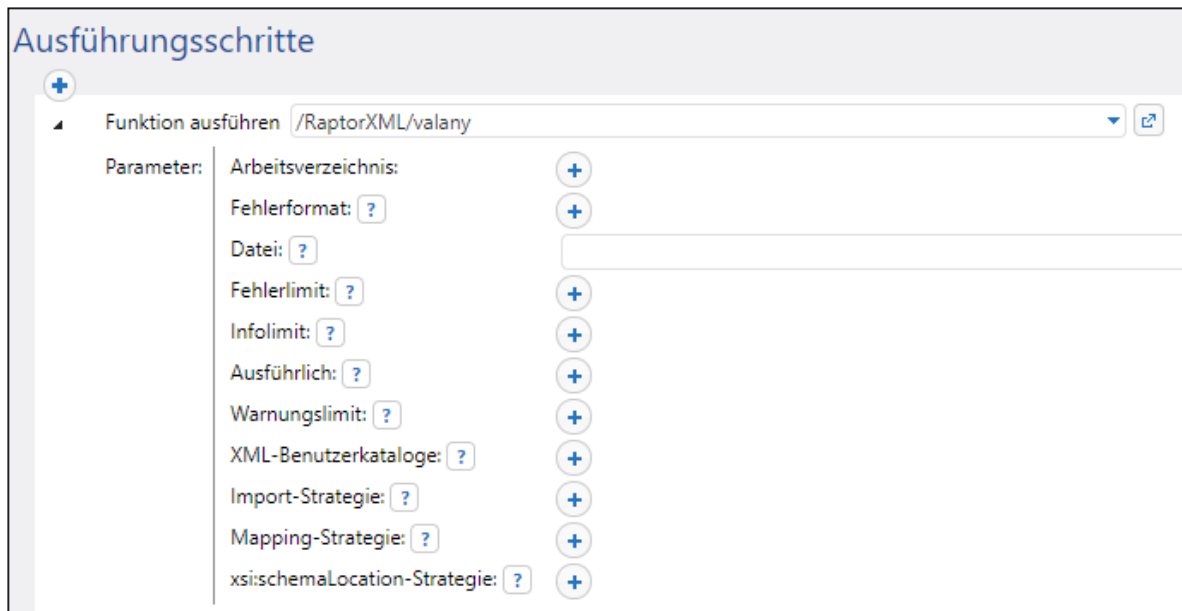 Ausführungsschritte
Funktion ausführen /RaptorXML/valany
Parameter: Arbeitsverzeichnis:
Fehlerformat: ?
Datei: ?
Fehlerlimit: ?
Infolimit: ?
Ausführlich: ?
Warnungslimit: ?
XML-Benutzerkataloge: ?
Import-Strategie: ?
Mapping-Strategie: ?
xsi:schemaLocation-Strategie: ?